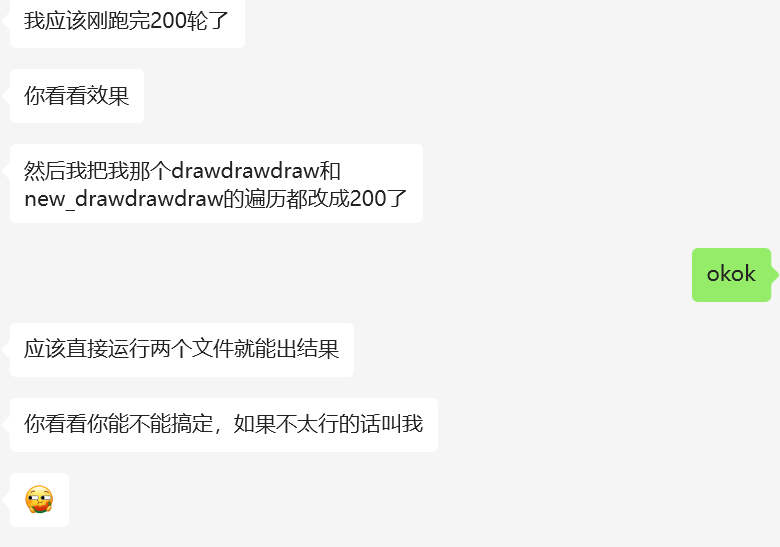 我应该刚跑完200轮了
你看看效果
然后我把我那个drawdrawdraw和
new_drawdrawdraw的遍历都改成200了
okok
应该直接运行两个文件就能出结果
你看看你能不能搞定，如果不太行的话叫我